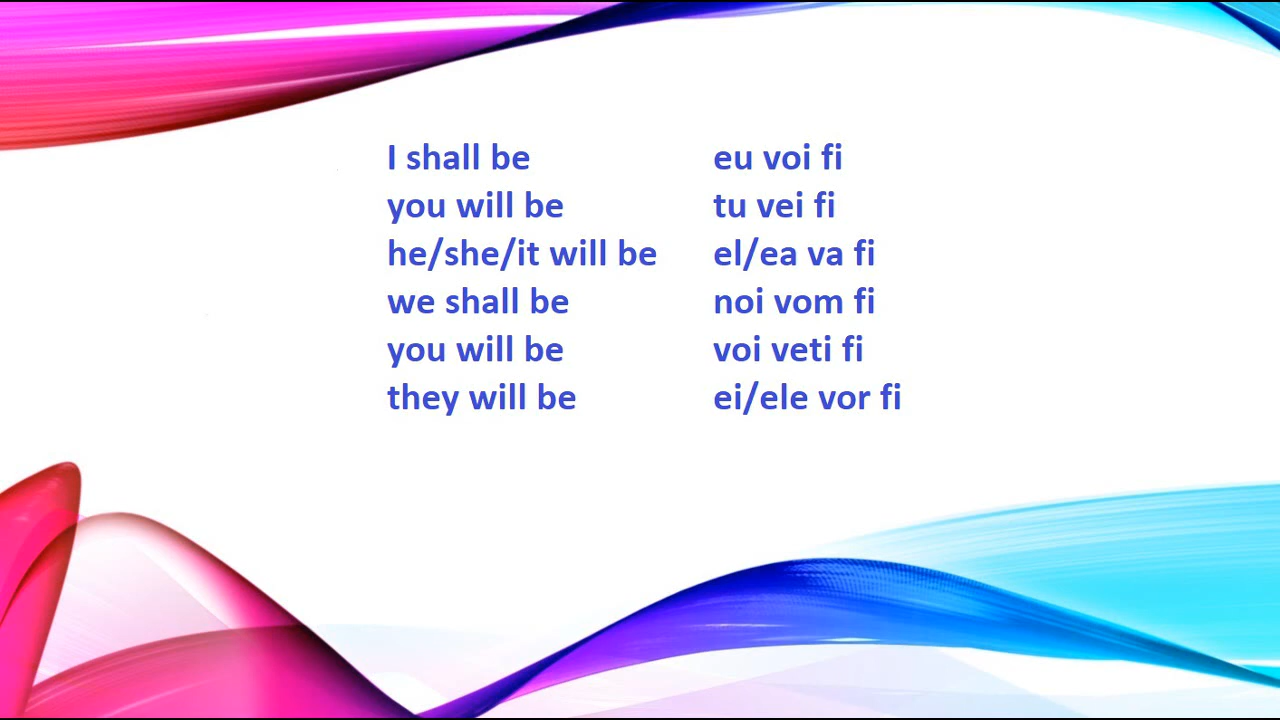 I shall be eu voi fi
you will be tu vei fi
he/she/it will be el/ea va fi
we shall be noi vom fi
you will be voi veti fi
they will be ei/ele vor fi